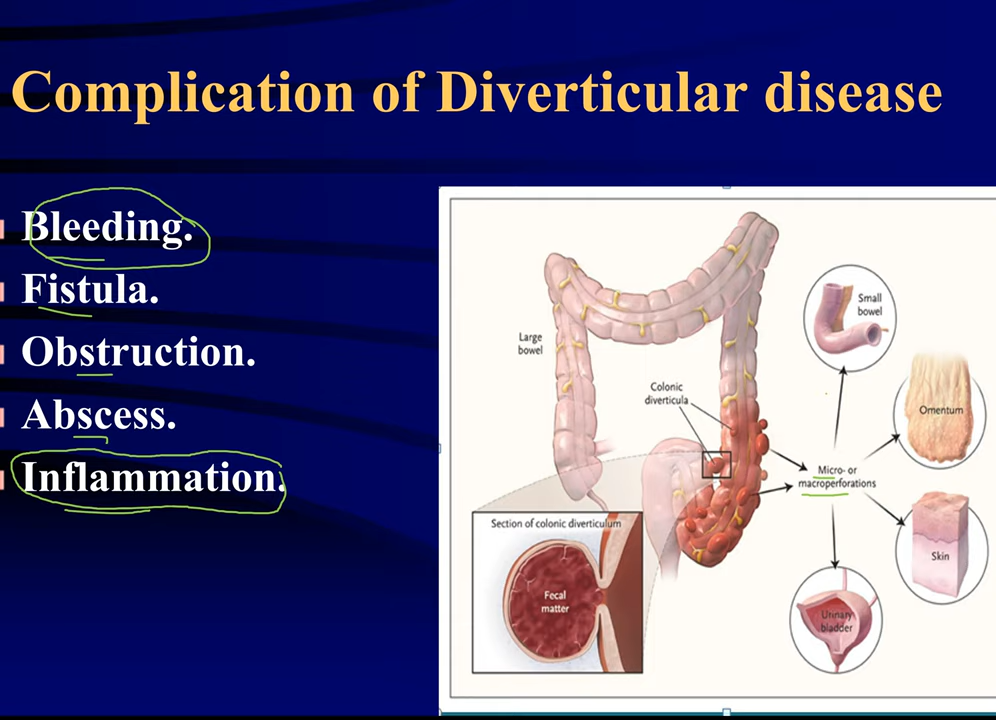 Complication of Diverticular disease
Bleeding.
Fistula.
Obstruction.
Abscess.
Inflammation.
Large
bowel
Colonic
diverticula
Small
bowel
Omentum
Micro- or
macroperforations
Skin
Urinary
bladder
Section of colonic diverticulum
Fecal
matter